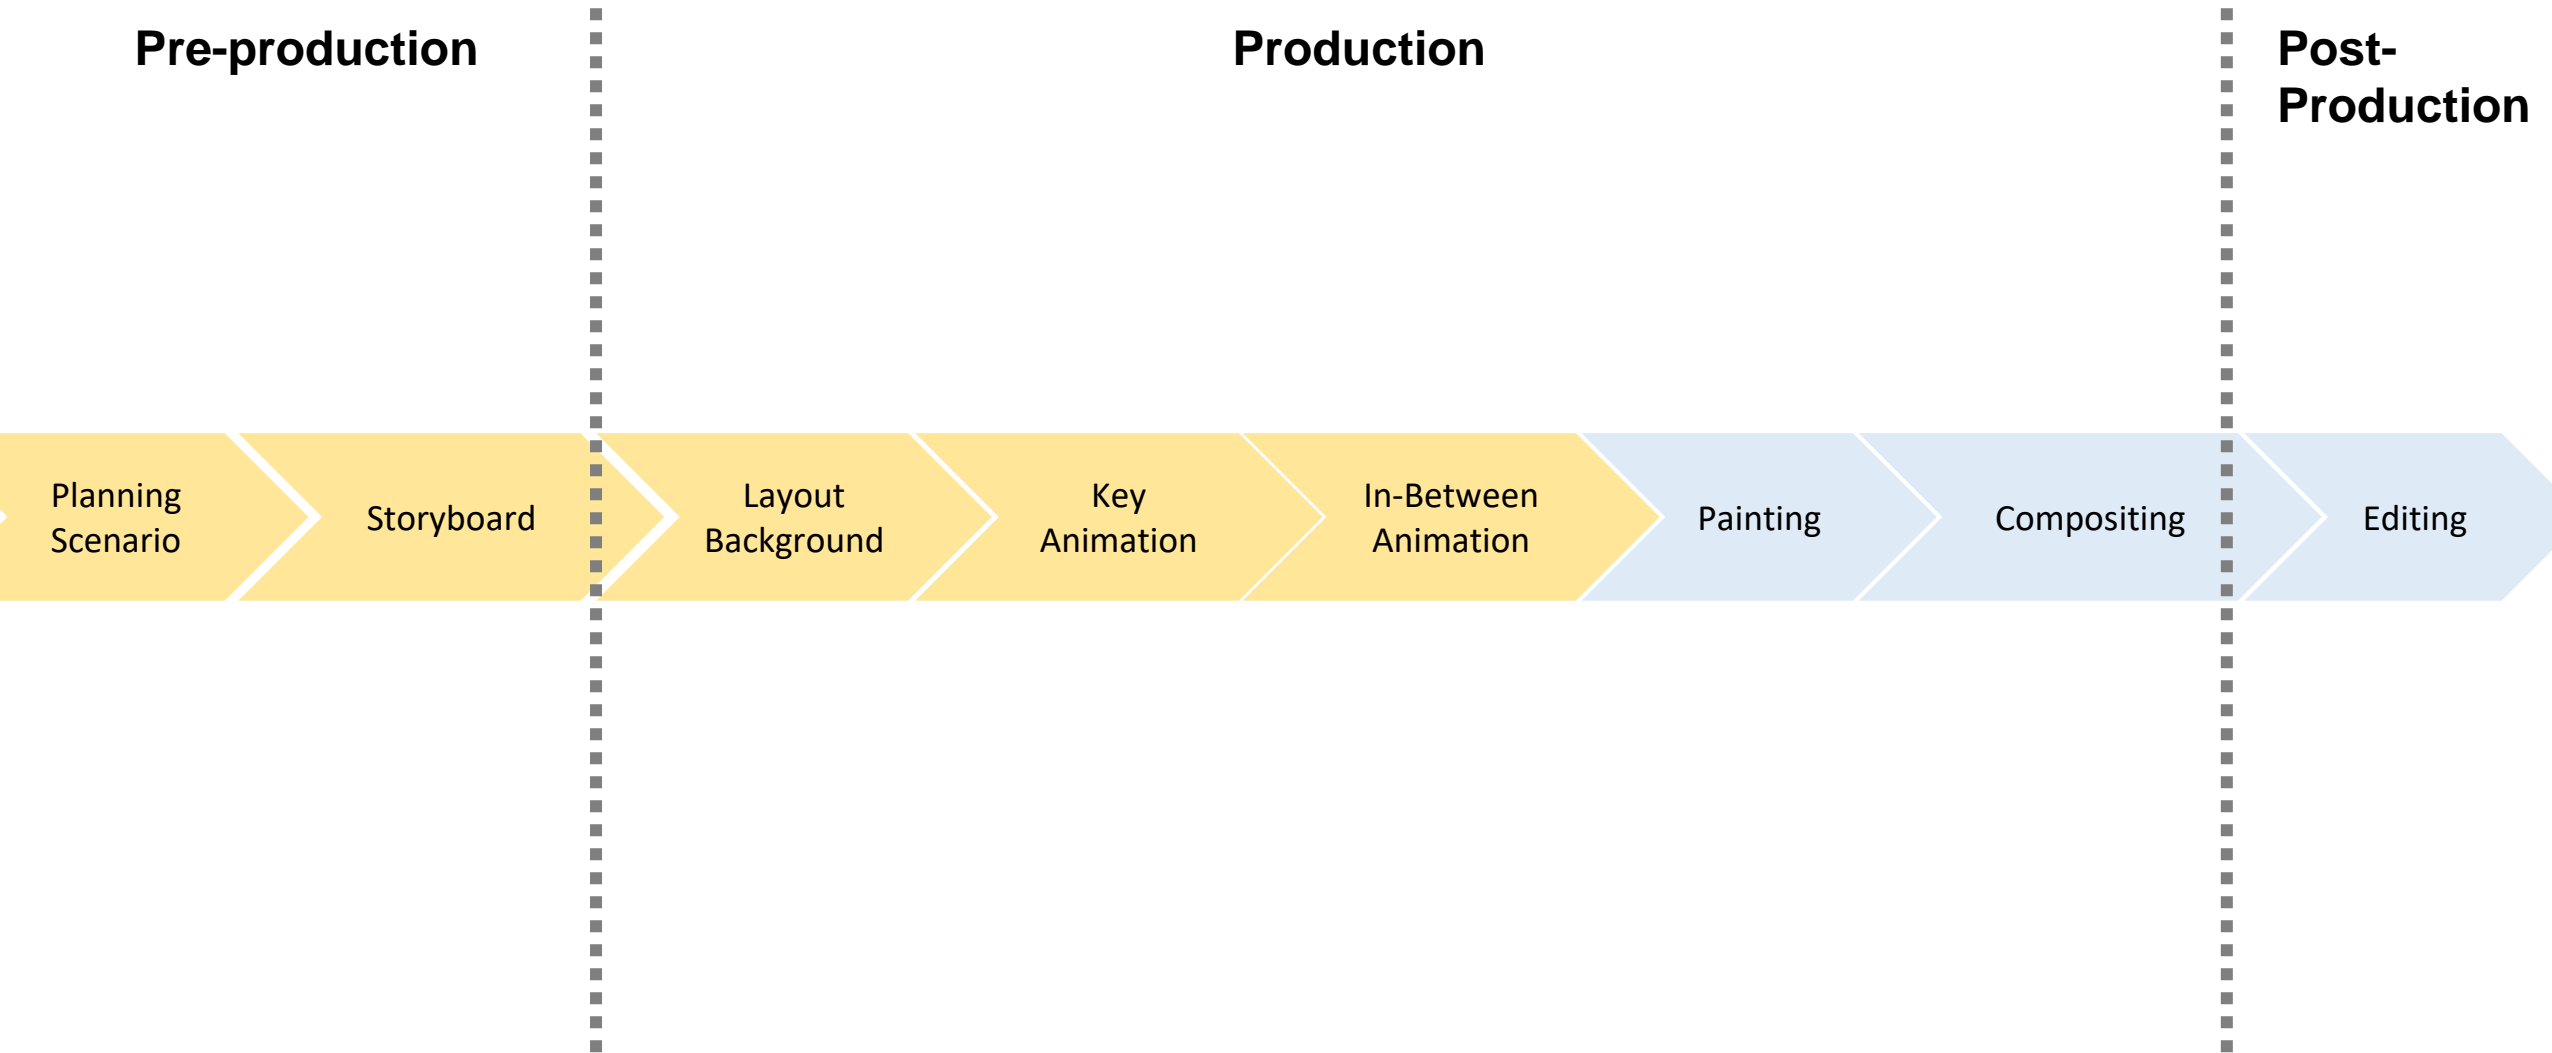 Pre-production
Production
Post-
Production
Planning
Scenario
Storyboard
Layout
Background
Key
Animation
In-Between
Animation
Painting
Compositing
Editing